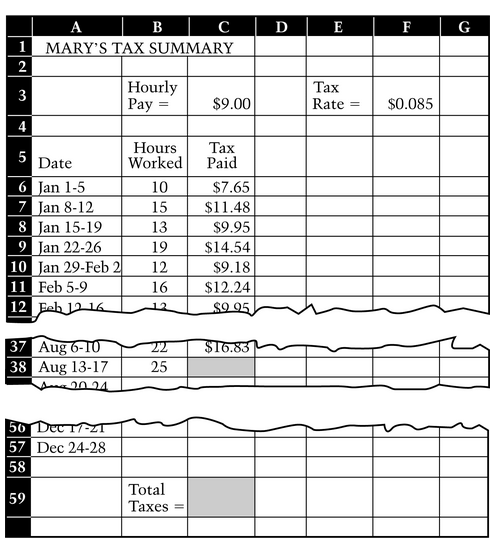 A B C D E F G
1 MARY'S TAX SUMMARY
2
Hourly Tax
3 Pay = $9.00 Rate = $0.085
4
Hours Tax
5 Date Worked Paid
6 Jan 1-5 10 $7.65
7 Jan 8-12 15 $11.48
8 Jan 15-19 13 $9.95
9 Jan 22-26 19 $14.54
10 Jan 29-Feb 2 12 $9.18
11 Feb 5-9 16 $12.24
12 Feb 12-16 13 $9.95
37 Aug 6-10 22 $16.83
38 Aug 13-17 25
Aug 20-24
56 Dec 17-21
57 Dec 24-28
58
Total
59 Taxes =